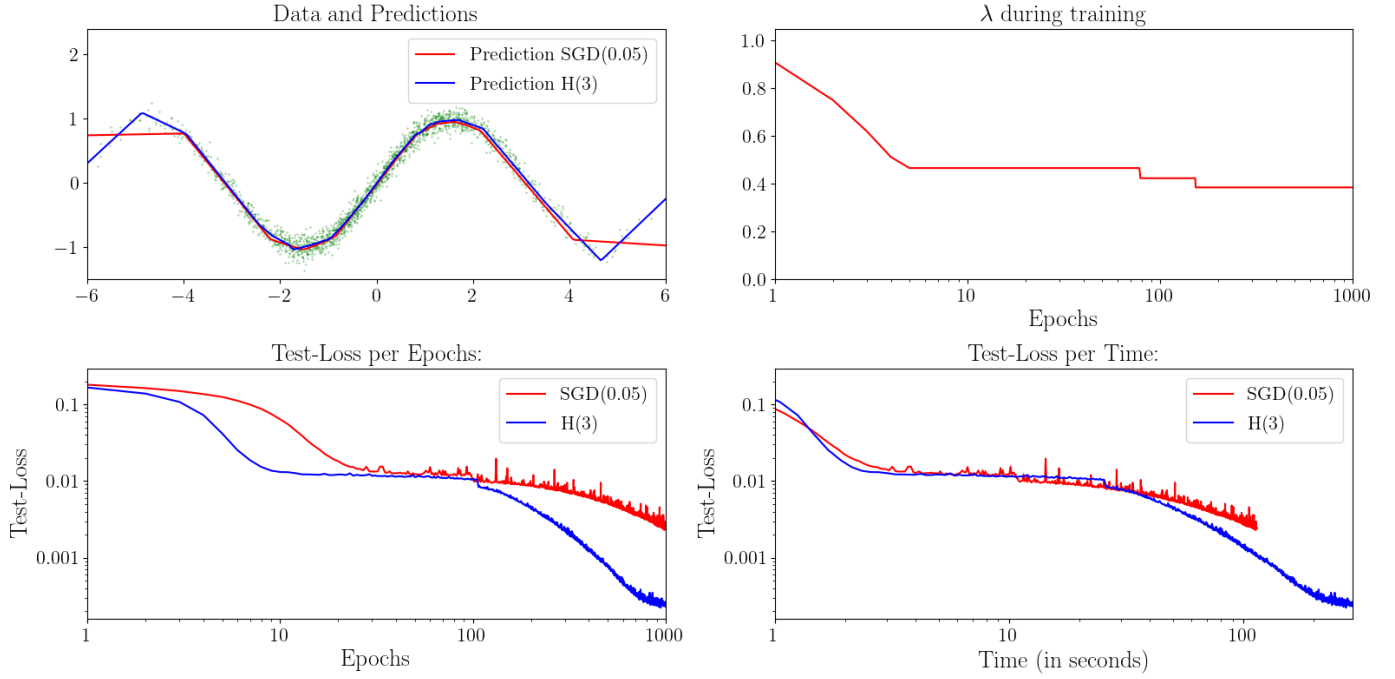 Data and Predictions
2
1
0
−1
Prediction SGD(0.05)
Prediction H(3)
−6 −4 −2 0 2 4 6
λ during training
1.0
0.8
0.6
0.4
0.2
0.0
1 10 100 1000
Epochs
Test-Loss per Epochs:
Test-Loss
0.1
0.01
0.001
SGD(0.05)
H(3)
1 10 100 1000
Epochs
Test-Loss per Time:
Test-Loss
0.1
0.01
0.001
SGD(0.05)
H(3)
1 10 100
Time (in seconds)